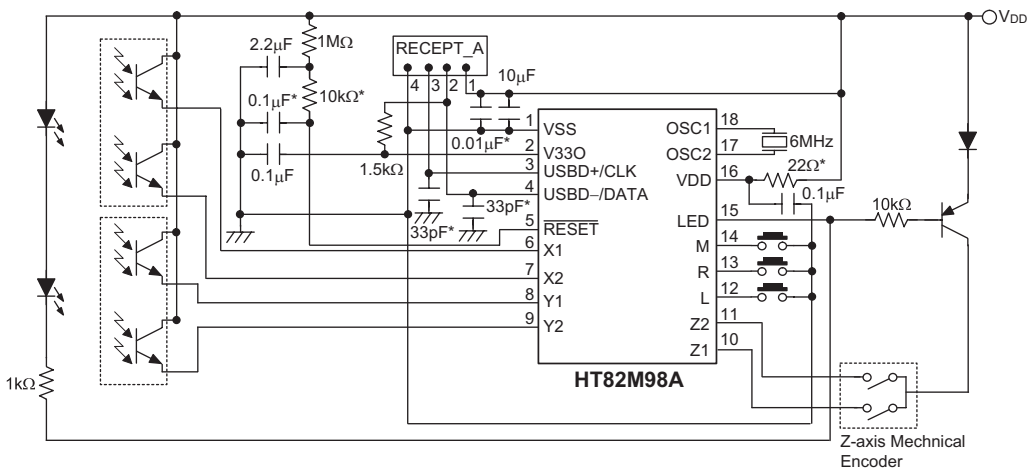 VDD
2.2μF
1MΩ
RECEPT_A
4 3 2 1
10μF
0.1μF*
10kΩ*
0.01μF*
0.1μF
1.5kΩ
33pF*
33pF*
1 VSS
2 V33O
3 USBD+/CLK
4 USBD−/DATA
5 RESET
6 X1
7 X2
8 Y1
9 Y2
OSC1 18
OSC2 17
VDD 16
LED 15
M 14
R 13
L 12
Z2 11
Z1 10
6MHz
22Ω*
0.1μF
10kΩ
1kΩ
HT82M98A
Z-axis Mechnical
Encoder